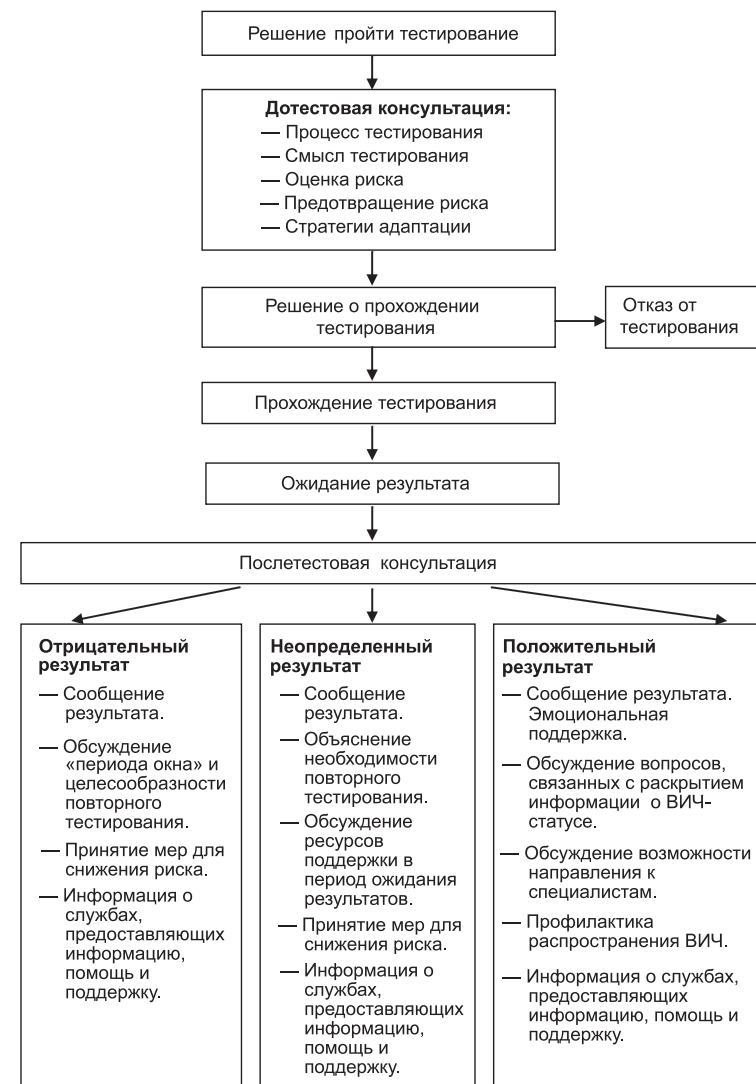 Решение пройти тестирование
Дотестовая консультация:
— Процесс тестирования
— Смысл тестирования
— Оценка риска
— Предотвращение риска
— Стратегии адаптации
Решение о прохождении
тестирования
Отказ от
тестирования
Прохождение тестирования
Ожидание результата
Послетестовая консультация
Отрицательный
результат
— Сообщение
результата.
— Обсуждение
«периода окна» и
целесообразности
повторного
тестирования.
— Принятие мер для
снижения риска.
— Информация о
службах,
предоставляющих
информацию,
помощь и
поддержку.
Неопределенный
результат
— Сообщение
результата.
— Объяснение
необходимости
повторного
тестирования.
— Обсуждение
ресурсов
поддержки в
период ожидания
результатов.
— Принятие мер для
снижения риска.
— Информация о
службах,
предоставляющих
информацию,
помощь и
поддержку.
Положительный
результат
— Сообщение результата.
Эмоциональная
поддержка.
— Обсуждение вопросов,
связанных с раскрытием
информации о ВИЧ-
статусе.
— Обсуждение возможности
направления к
специалистам.
— Профилактика
распространения ВИЧ.
— Информация о службах,
предоставляющих
информацию, помощь и
поддержку.